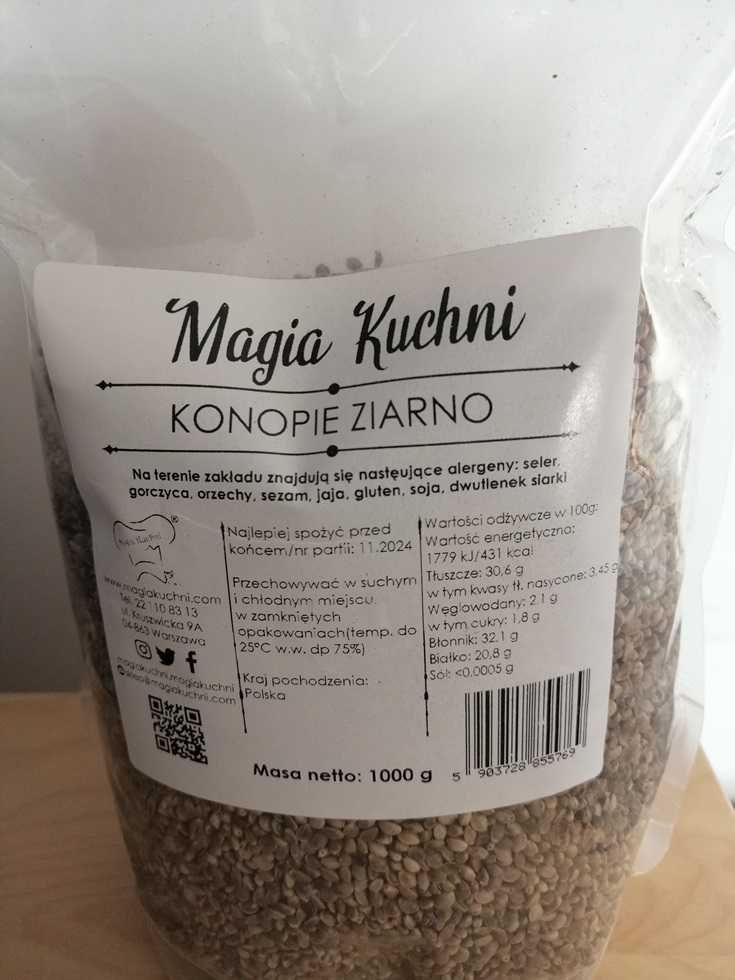 Magia Kuchni
KONOPIE ZIARNO
Na terenie zakładu znajdują się nastęujące alergeny: seler,
gorczyca, orzechy, sezam, jaja, gluten, soja, dwutlenek siarki
Magia Kuchni
®
www.magiakuchni.com
Tel. 22 110 83 13
ul. Kruszwicka 9A
04-863 Warszawa
magiakuchni.magiakuchni
sklep@magiakuchni.com
Najlepiej spożyć przed
końcem/nr partii: 11.2024
Przechowywać w suchym
i chłodnym miejscu.
w zamkniętych
opakowaniach(temp. do
25°C w.w. dp 75%)
Kraj pochodzenia:
Polska
Wartości odżywcze w 100g:
Wartość energetyczna:
1779 kJ/431 kcal
Tłuszcze: 30,6 g
w tym kwasy tł. nasycone: 3,45 g
Węglowodany: 2,1 g
w tym cukry: 1,8 g
Błonnik: 32,1 g
Białko: 20,8 g
Sól: <0,0005 g
Masa netto: 1000 g
5 903728 855769